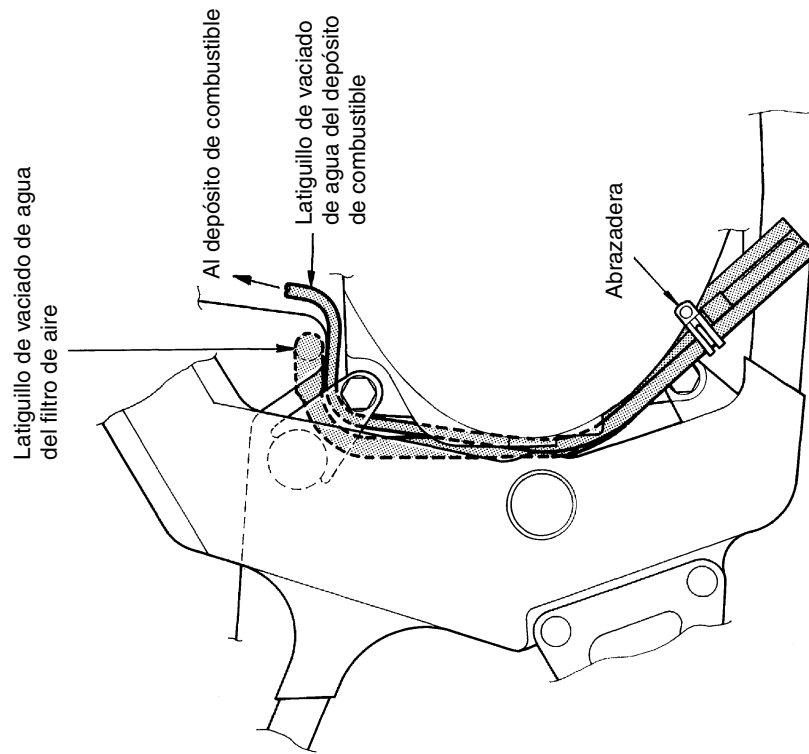 Latiguillo de vaciado de agua
del filtro de aire
Al depósito de combustible
Latiguillo de vaciado
de agua del depósito
de combustible
Abrazadera